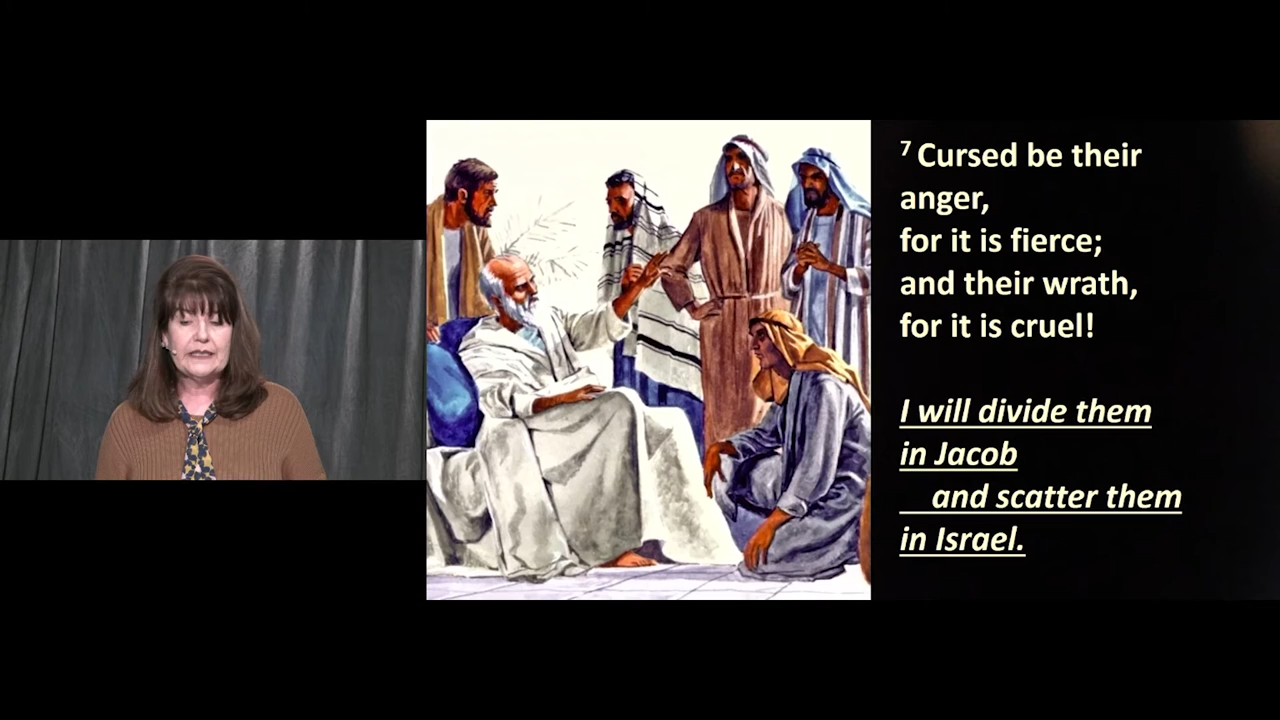 ⁷ Cursed be their
anger,
for it is fierce;
and their wrath,
for it is cruel!
I will divide them
in Jacob
and scatter them
in Israel.